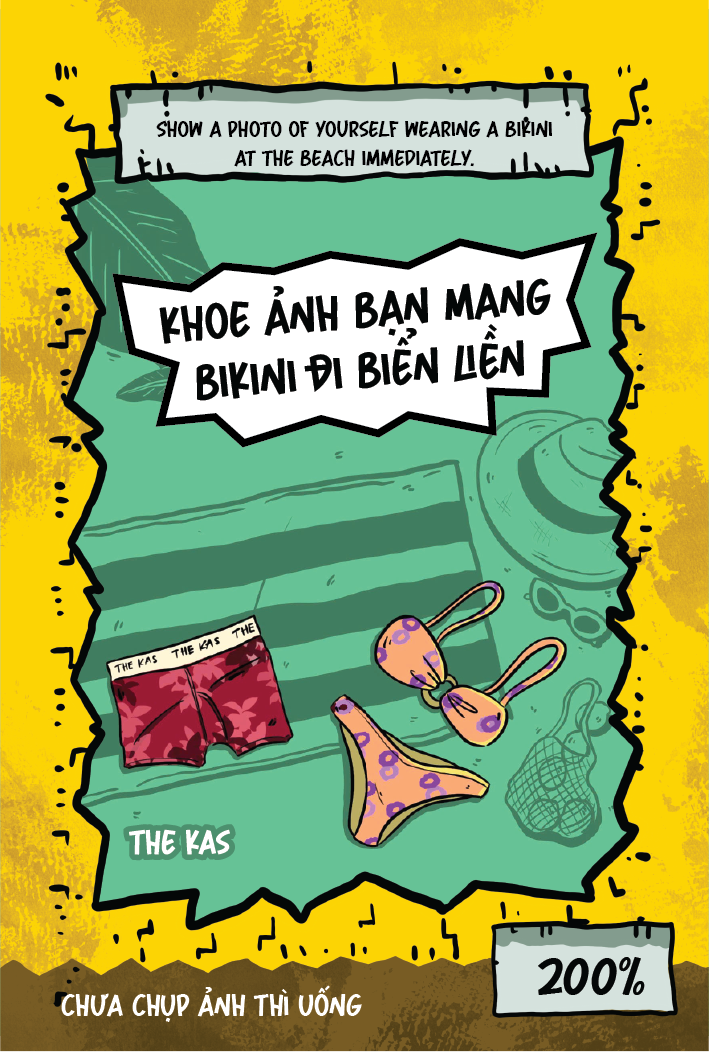 SHOW A PHOTO OF YOURSELF WEARING A BIKINI
AT THE BEACH IMMEDIATELY.
KHOE ẢNH BẠN MANG
BIKINI ĐI BIỂN LIỀN
THE KAS THE KAS THE
THE KAS
200%
CHƯA CHỤP ẢNH THÌ UỐNG